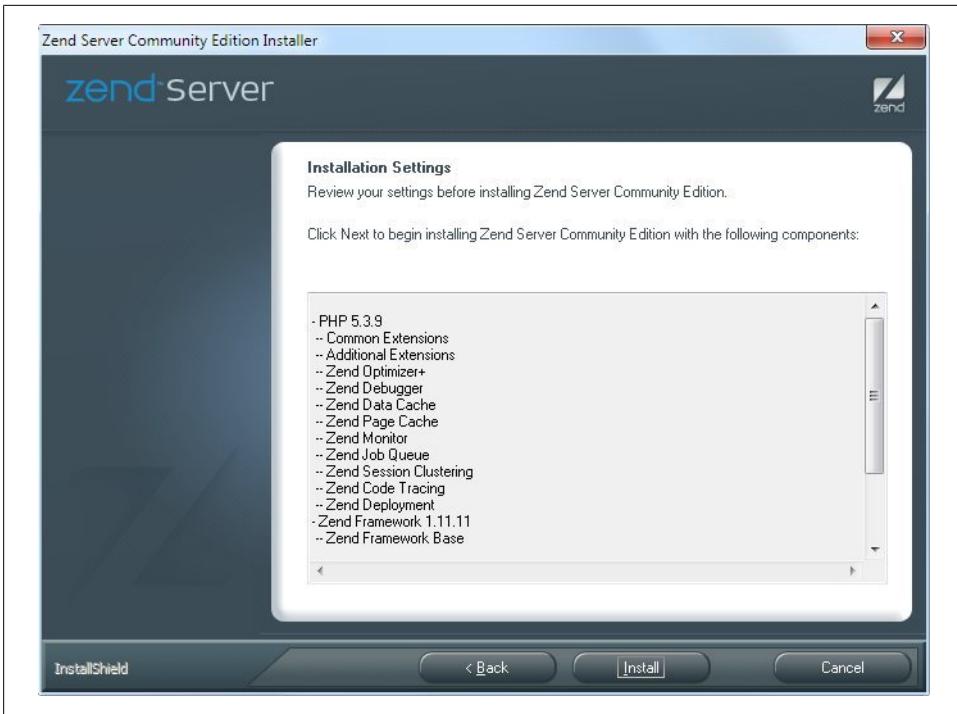 Zend Server Community Edition Installer
zend Server
zend
Installation Settings
Review your settings before installing Zend Server Community Edition.
Click Next to begin installing Zend Server Community Edition with the following components:
- PHP 5.3.9
-- Common Extensions
-- Additional Extensions
-- Zend Optimizer+
-- Zend Debugger
-- Zend Data Cache
-- Zend Page Cache
-- Zend Monitor
-- Zend Job Queue
-- Zend Session Clustering
-- Zend Code Tracing
-- Zend Deployment
- Zend Framework 1.11.11
-- Zend Framework Base
InstallShield
< Back
Install
Cancel